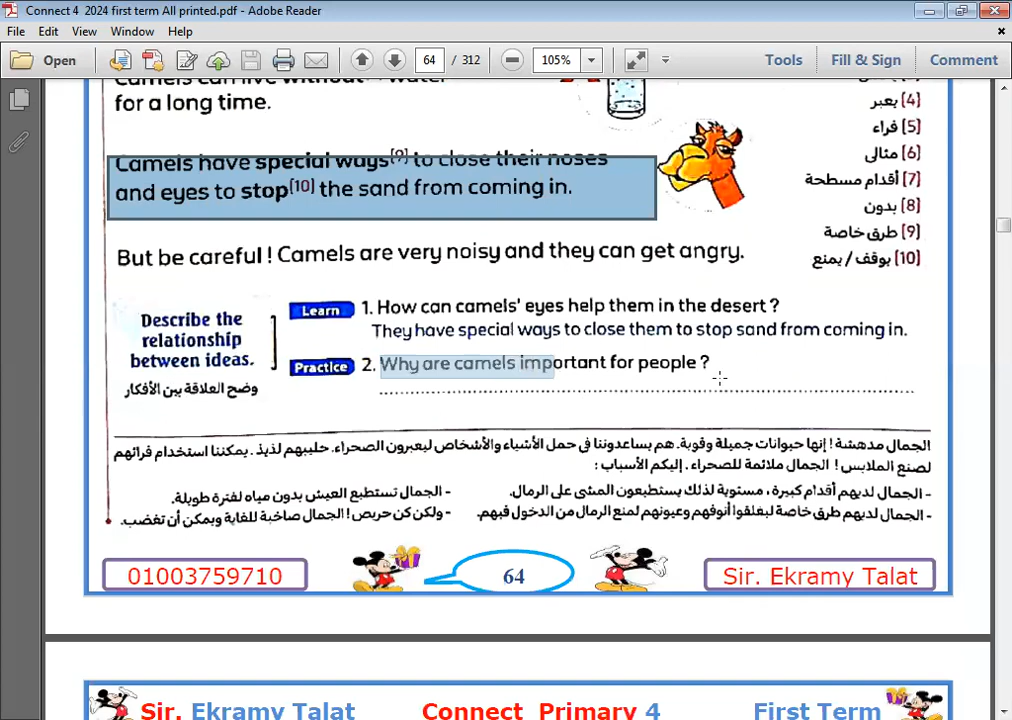 Connect 4 2024 first term All printed.pdf - Adobe Reader
File Edit View Window Help
Open 64 / 312 105% Tools Fill & Sign Comment
Camels can live without water
for a long time.
Camels have special ways[9] to close their noses
and eyes to stop[10] the sand from coming in.
But be careful ! Camels are very noisy and they can get angry.
[4] يعبر
[5] فراء
[6] مثالى
[7] أقدام مسطحة
[8] بدون
[9] طرق خاصة
[10] يوقف / يمنع
Describe the
relationship
between ideas.
وضح العلاقة بين الأفكار
Learn 1. How can camels' eyes help them in the desert ?
They have special ways to close them to stop sand from coming in.
Practice 2. Why are camels important for people ?
الجمال مدهشة ! إنها حيوانات جميلة وقوية. هم يساعدوننا في حمل الأشياء والأشخاص ليعبرون الصحراء. حليبهم لذيذ. يمكننا استخدام فرائهم
لصنع الملابس ! الجمال ملائمة للصحراء. إليكم الأسباب :
- الجمال لديهم أقدام كبيرة ، مستوية لذلك يستطيعون المشى على الرمال.
- الجمال تستطيع العيش بدون مياه لفترة طويلة.
- الجمال لديهم طرق خاصة ليغلقوا أنوفهم وعيونهم لمنع الرمال من الدخول فيهم.
- ولكن كن حريص ! الجمال صاخبة للغاية ويمكن أن تغضب.
01003759710 64 Sir. Ekramy Talat
Sir. Ekramy Talat Connect Primary 4 First Term